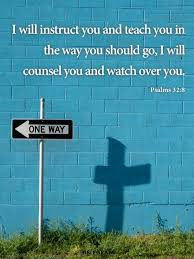 I will instruct you and teach you in
the way you should go, I will
counsel you and watch over you.
Psalms 32:8
ONE WAY